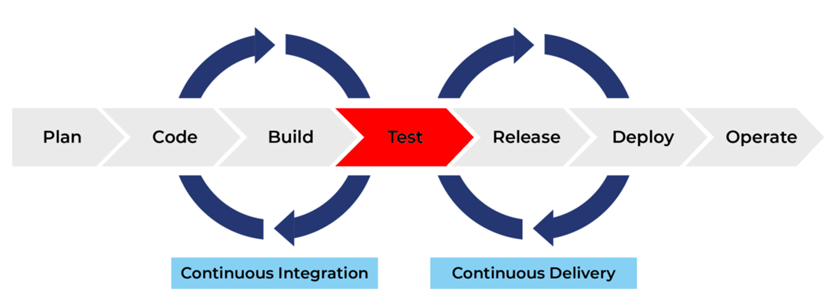 Plan
Code
Build
Test
Release
Deploy
Operate
Continuous Integration
Continuous Delivery